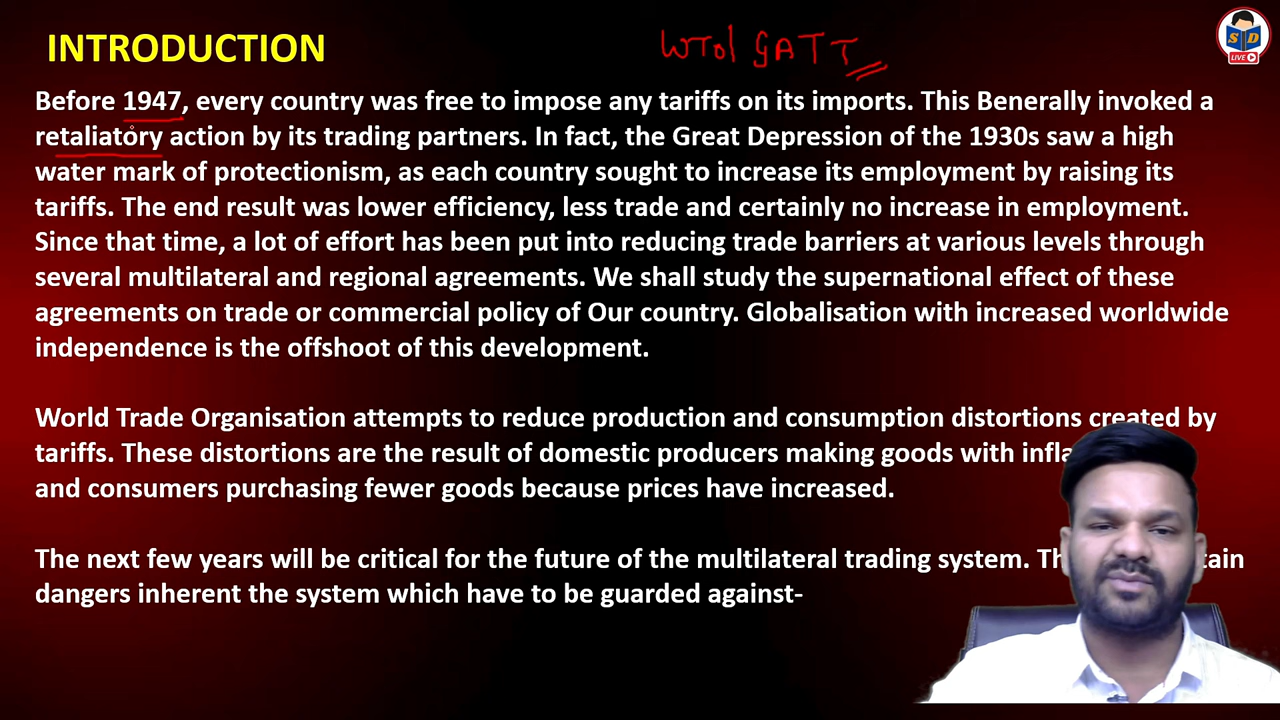 INTRODUCTION
WTO/ GATT
S D
LIVE
Before 1947, every country was free to impose any tariffs on its imports. This Benerally invoked a
retaliatory action by its trading partners. In fact, the Great Depression of the 1930s saw a high
water mark of protectionism, as each country sought to increase its employment by raising its
tariffs. The end result was lower efficiency, less trade and certainly no increase in employment.
Since that time, a lot of effort has been put into reducing trade barriers at various levels through
several multilateral and regional agreements. We shall study the supernational effect of these
agreements on trade or commercial policy of Our country. Globalisation with increased worldwide
independence is the offshoot of this development.
World Trade Organisation attempts to reduce production and consumption distortions created by
tariffs. These distortions are the result of domestic producers making goods with
and consumers purchasing fewer goods because prices have increased.
The next few years will be critical for the future of the multilateral trading system.
dangers inherent the system which have to be guarded against-